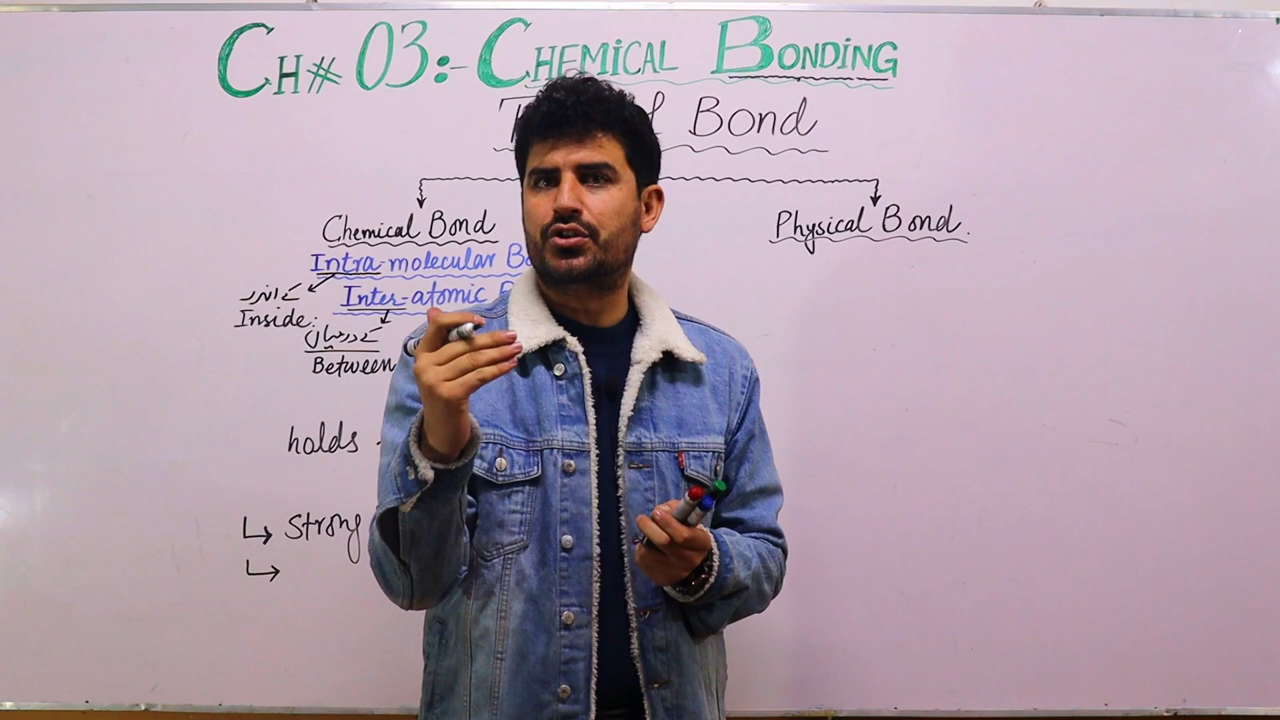 CH# 03:- CHEMICAL BONDING
Bond
Chemical Bond
Physical Bond.
Intra-molecular
Inter-atomic
کے اندر
Inside:
کے درمیان
Between
holds
↳ Strong
↳